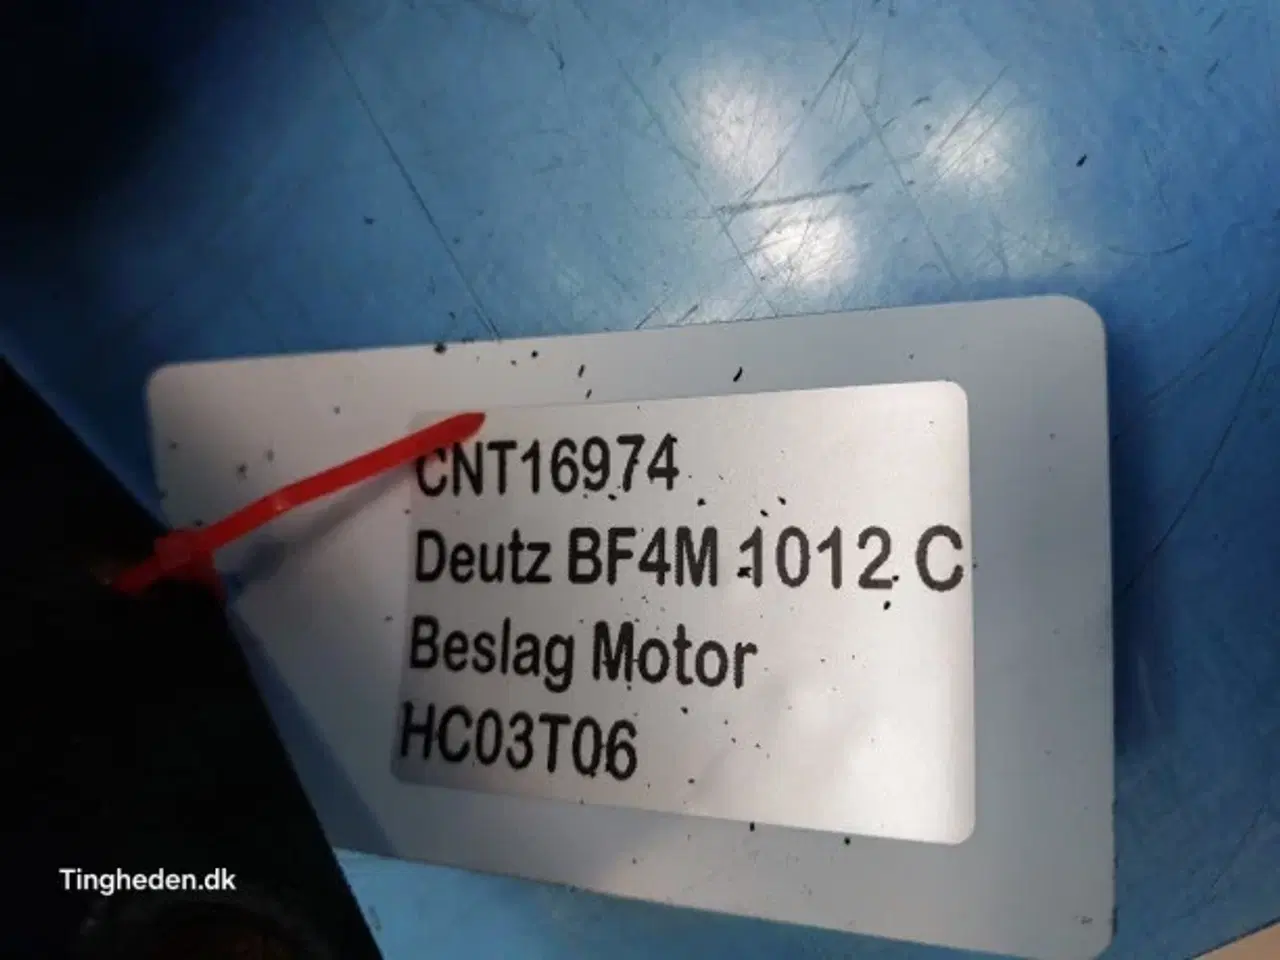 CNT16974
Deutz BF4M 1012 C
Beslag Motor
HC03T06
Tingheden.dk